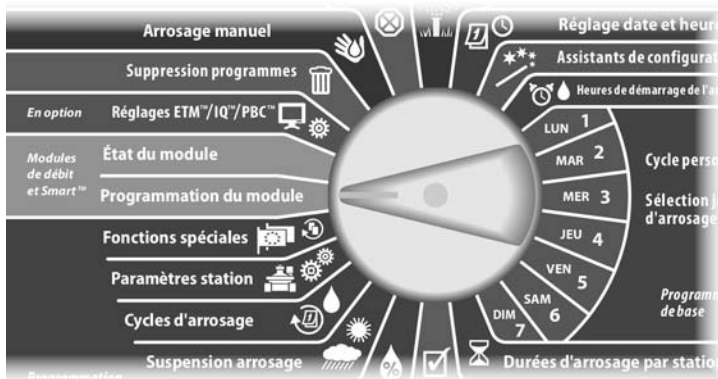 Arrosage manuel
Suppression programmes
En option
Réglages ETM™/IQ™/PBC™
Modules
de débit
et Smart™
État du module
Programmation du module
Fonctions spéciales
Paramètres station
Cycles d'arrosage
Suspension arrosage
Programmation
Réglage date et heure
Assistants de configurat
Heures de démarrage de l'ar
LUN 1
MAR 2
MER 3
JEU 4
VEN 5
SAM 6
DIM 7
Cycle perso
Sélection j
d'arrosage
Programm
de base
Durées d'arrosage par statio